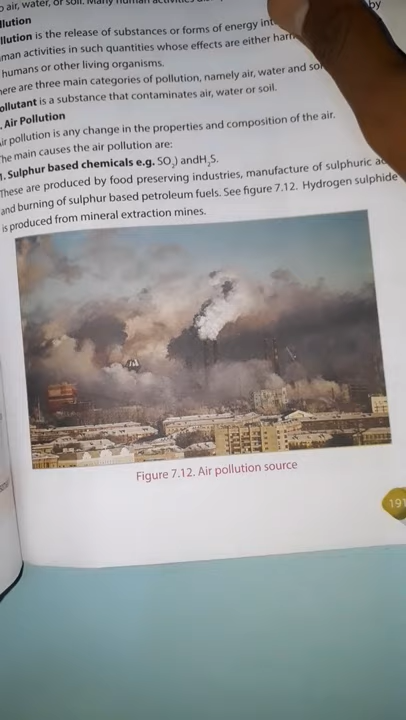 air, water, or soil. Many human activities
llution
llution is the release of substances or forms of energy int
man activities in such quantities whose effects are either harm
humans or other living organisms.
here are three main categories of pollution, namely air, water and so
ollutant is a substance that contaminates air, water or soil.
. Air Pollution
ir pollution is any change in the properties and composition of the air.
he main causes the air pollution are:
. Sulphur based chemicals e.g. SO2) andH2S.
These are produced by food preserving industries, manufacture of sulphuric ac
and burning of sulphur based petroleum fuels. See figure 7.12. Hydrogen sulphide
is produced from mineral extraction mines.
Figure 7.12. Air pollution source
191